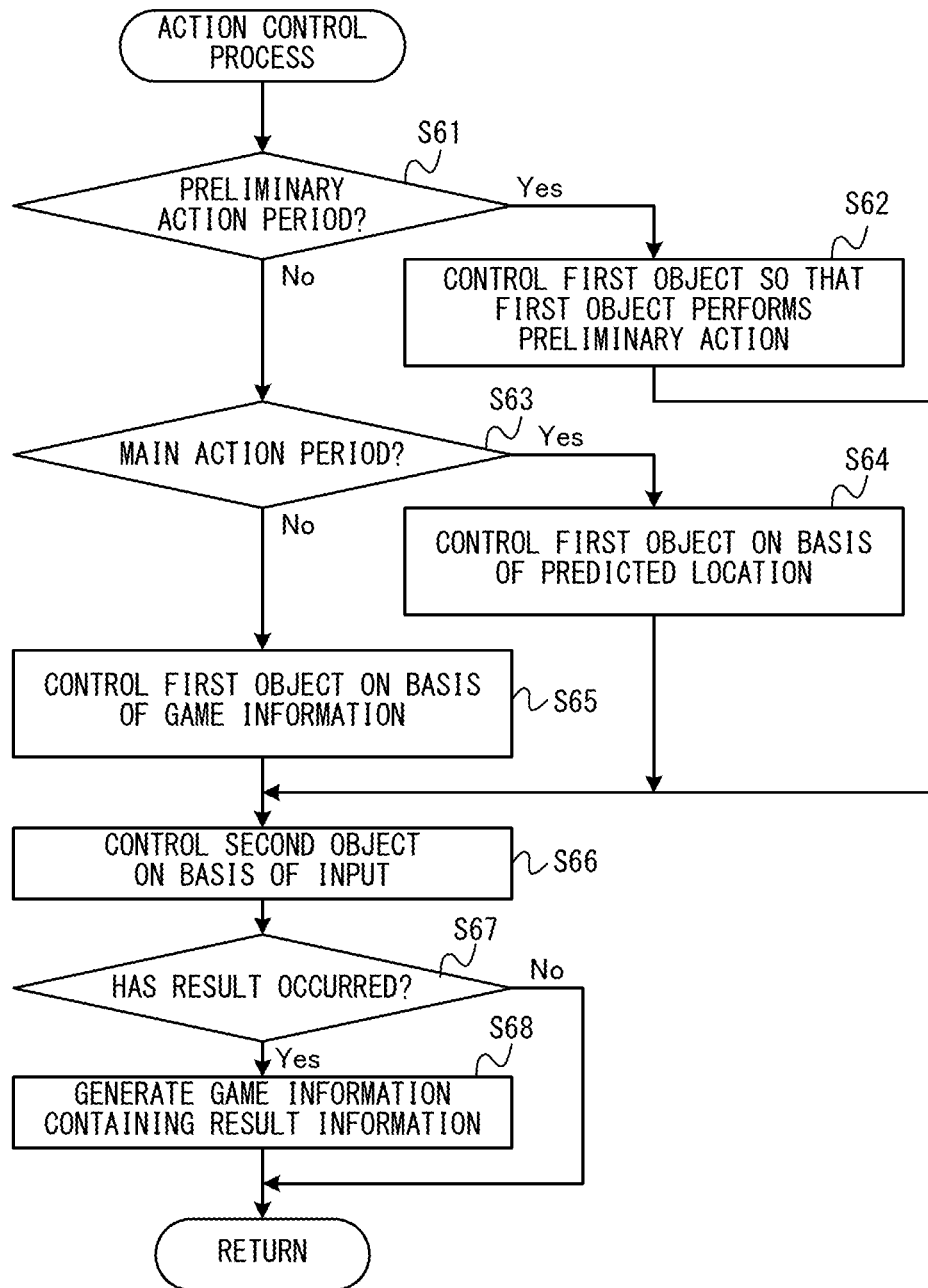 ACTION CONTROL
PROCESS
S61
PRELIMINARY
ACTION PERIOD?
Yes
No
S62
CONTROL FIRST OBJECT SO THAT
FIRST OBJECT PERFORMS
PRELIMINARY ACTION
S63
MAIN ACTION PERIOD?
Yes
No
S64
CONTROL FIRST OBJECT ON BASIS
OF PREDICTED LOCATION
CONTROL FIRST OBJECT ON BASIS
OF GAME INFORMATION
S65
CONTROL SECOND OBJECT
ON BASIS OF INPUT
S66
S67
HAS RESULT OCCURRED?
No
Yes
S68
GENERATE GAME INFORMATION
CONTAINING RESULT INFORMATION
RETURN